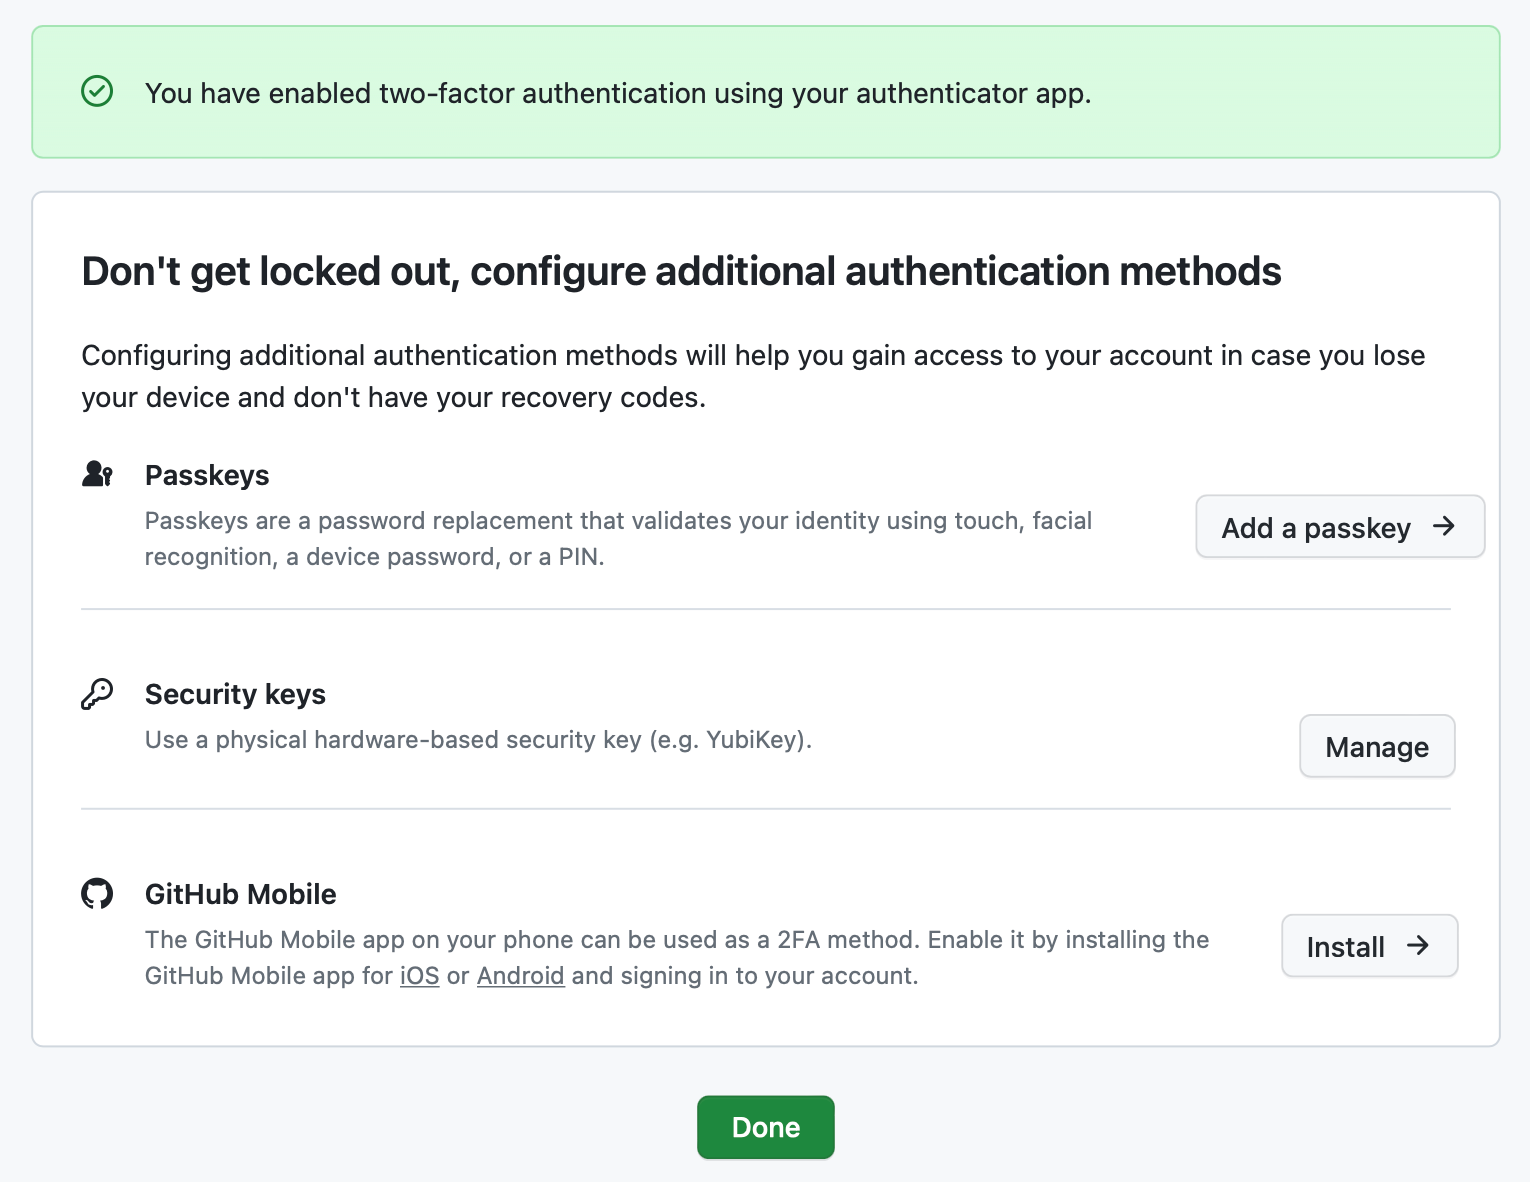 You have enabled two-factor authentication using your authenticator app.
Don't get locked out, configure additional authentication methods
Configuring additional authentication methods will help you gain access to your account in case you lose
your device and don't have your recovery codes.
Passkeys
Passkeys are a password replacement that validates your identity using touch, facial
recognition, a device password, or a PIN.
Add a passkey →
Security keys
Use a physical hardware-based security key (e.g. YubiKey).
Manage
GitHub Mobile
The GitHub Mobile app on your phone can be used as a 2FA method. Enable it by installing the
GitHub Mobile app for iOS or Android and signing in to your account.
Install →
Done